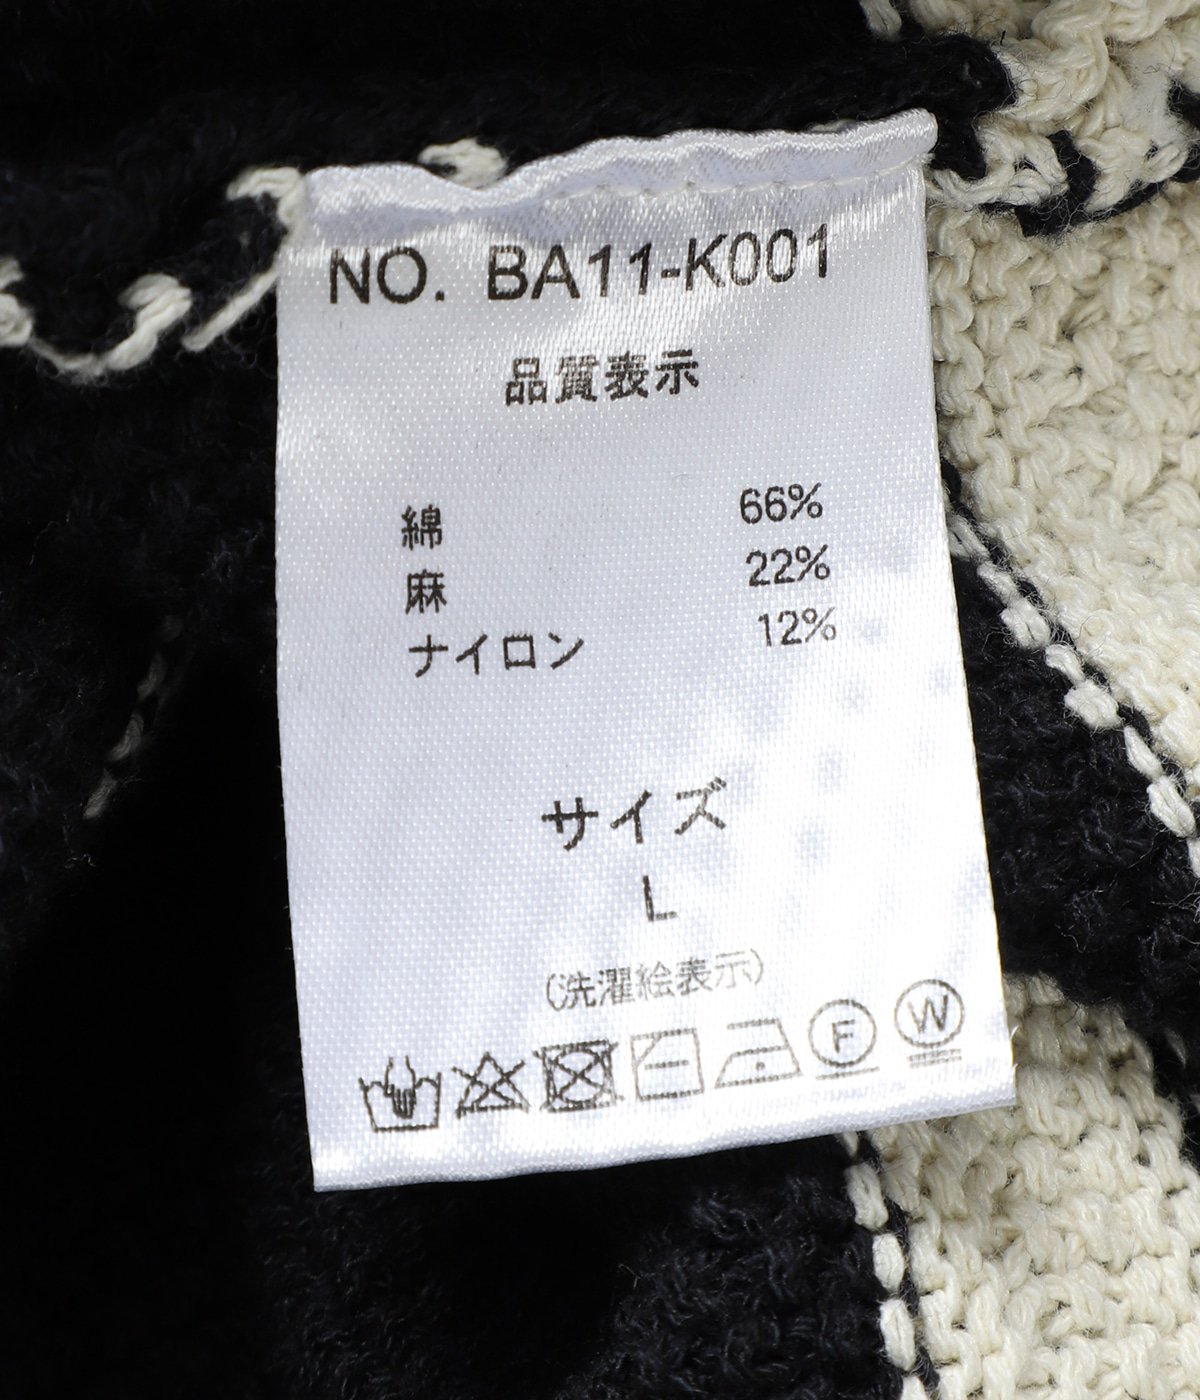 NO. BA11-K001
品質表示
綿 66%
麻 22%
ナイロン 12%
サイズ
L
(洗濯絵表示)
F W